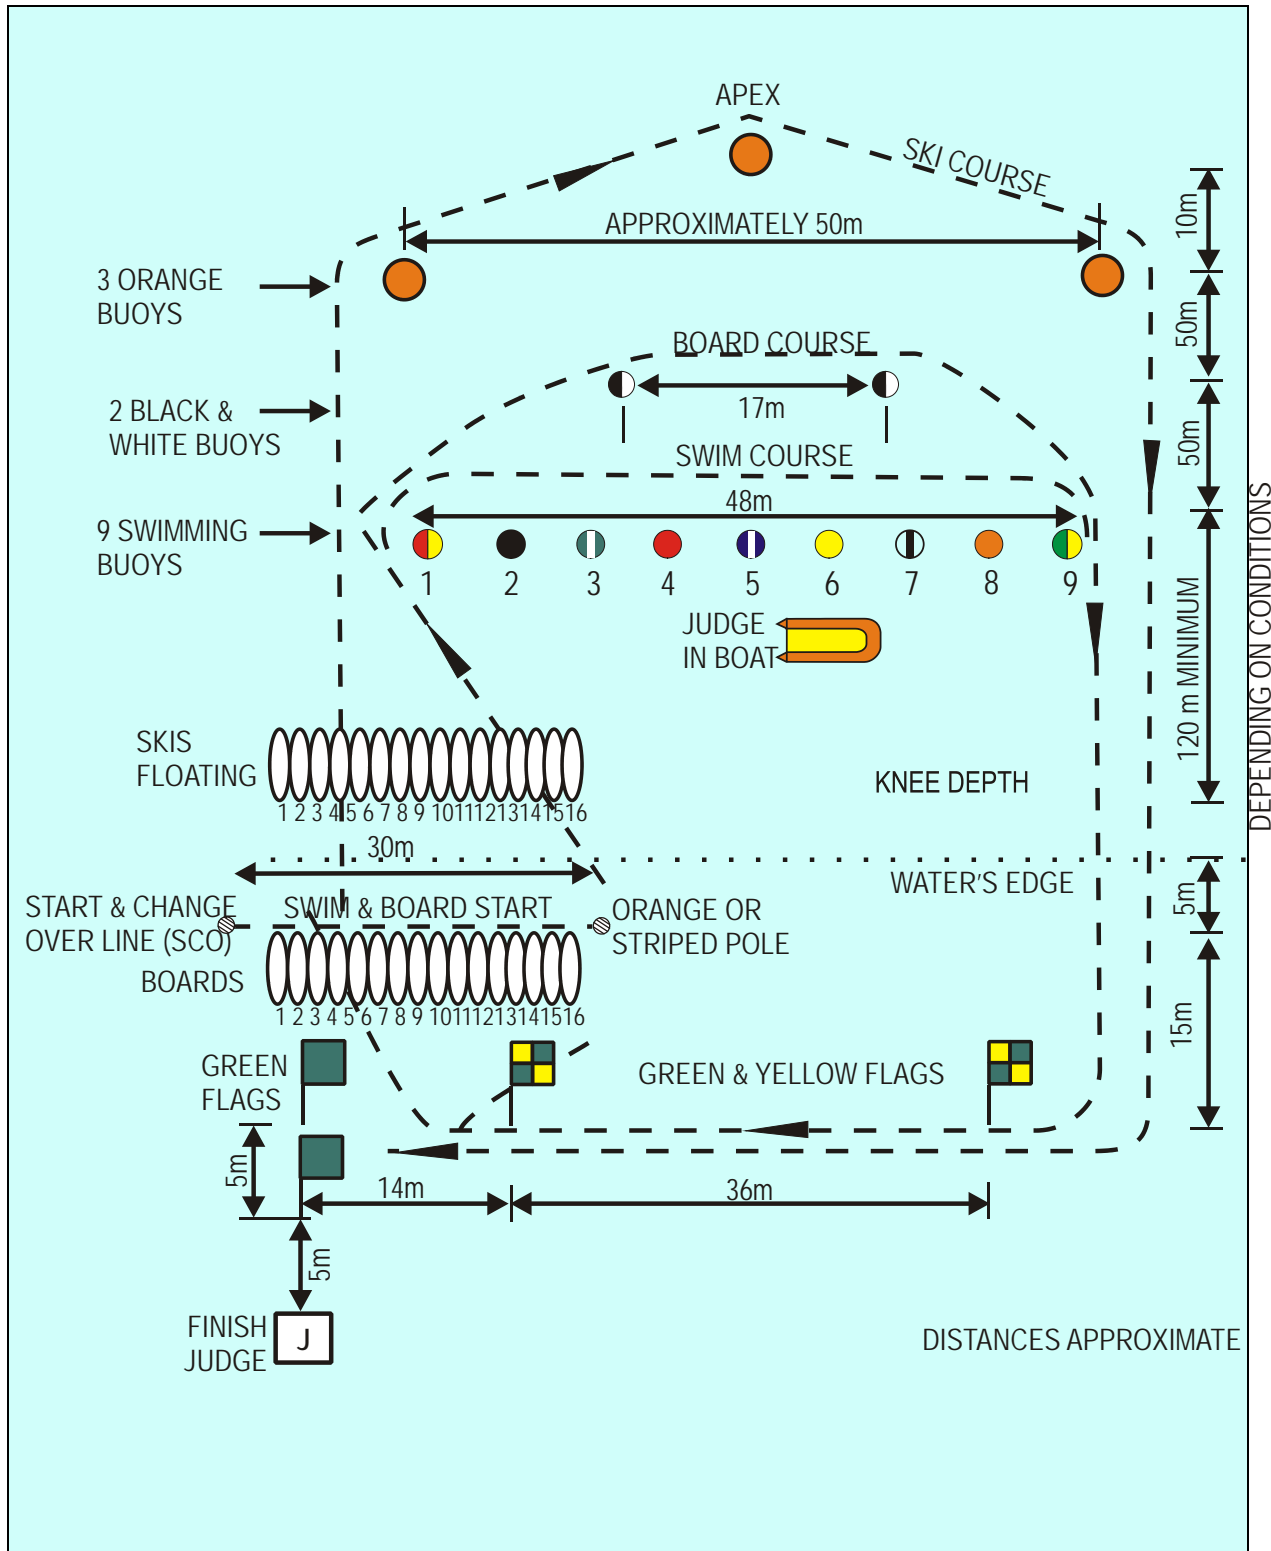 APEX
SKI COURSE
10m
APPROXIMATELY 50m
3 ORANGE
BUOYS
50m
BOARD COURSE
2 BLACK &
WHITE BUOYS
17m
50m
SWIM COURSE
48m
9 SWIMMING
BUOYS
1 2 3 4 5 6 7 8 9
JUDGE
IN BOAT
120 m MINIMUM
DEPENDING ON CONDITIONS
SKIS
FLOATING
KNEE DEPTH
1 2 3 4 5 6 7 8 9 10 11 12 13 14 15 16
30m
WATER'S EDGE
5m
START & CHANGE
OVER LINE (SCO)
SWIM & BOARD START
ORANGE OR
STRIPED POLE
BOARDS
1 2 3 4 5 6 7 8 9 10 11 12 13 14 15 16
15m
GREEN
FLAGS
GREEN & YELLOW FLAGS
5m
14m
36m
5m
FINISH
JUDGE
J
DISTANCES APPROXIMATE